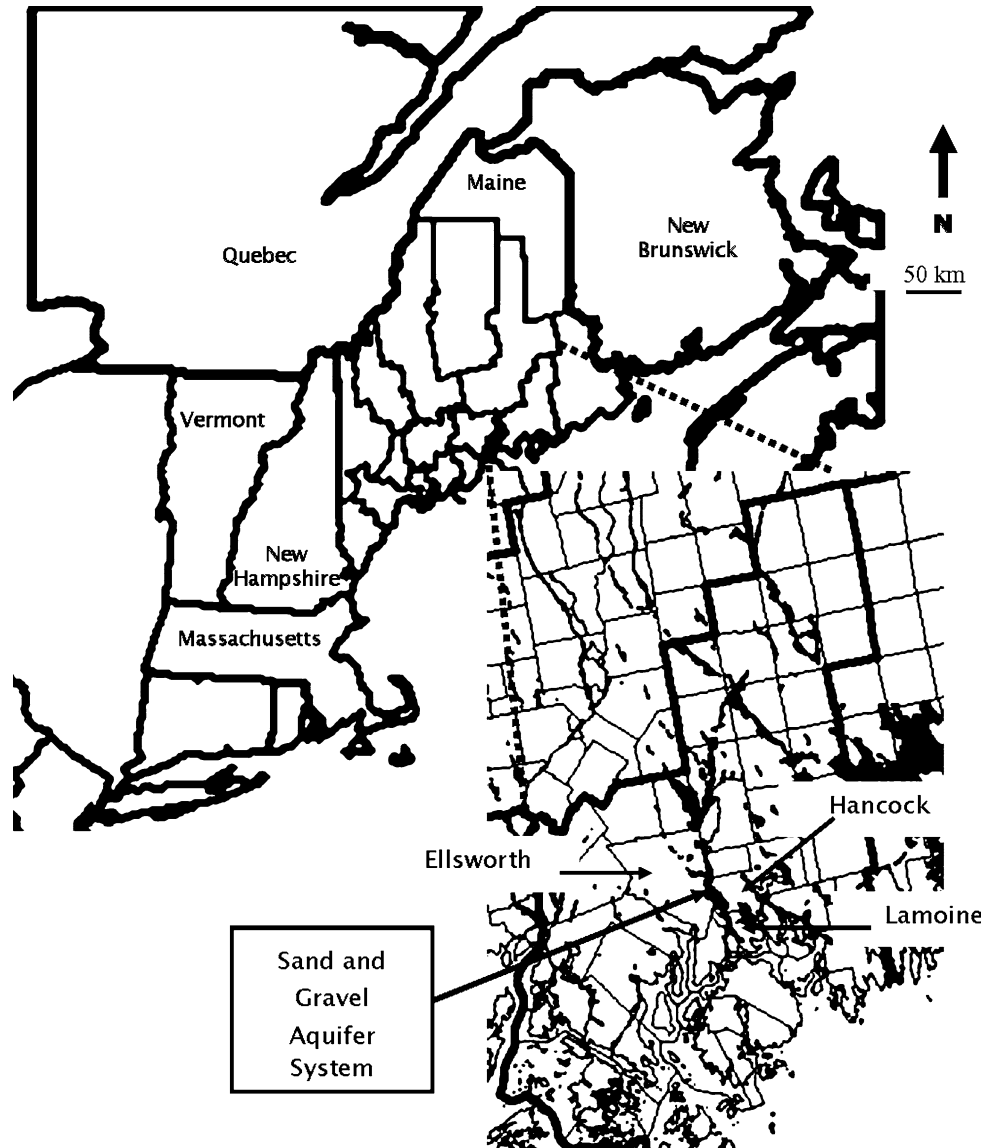 Maine
New
Brunswick
Quebec
N
50 km
Vermont
New
Hampshire
Massachusetts
Hancock
Ellsworth
Lamoine
Sand and
Gravel
Aquifer
System